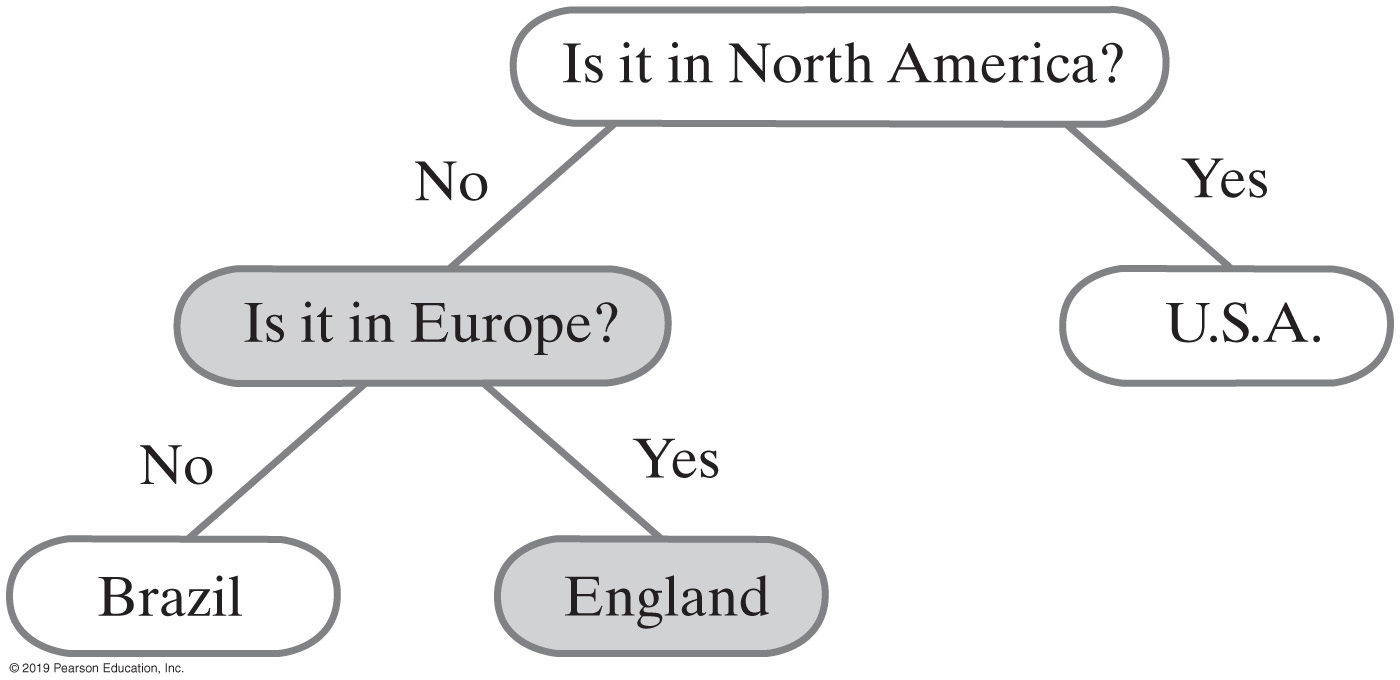 Is it in North America?
No
Yes
Is it in Europe?
U.S.A.
No
Yes
Brazil
England
© 2019 Pearson Education, Inc.